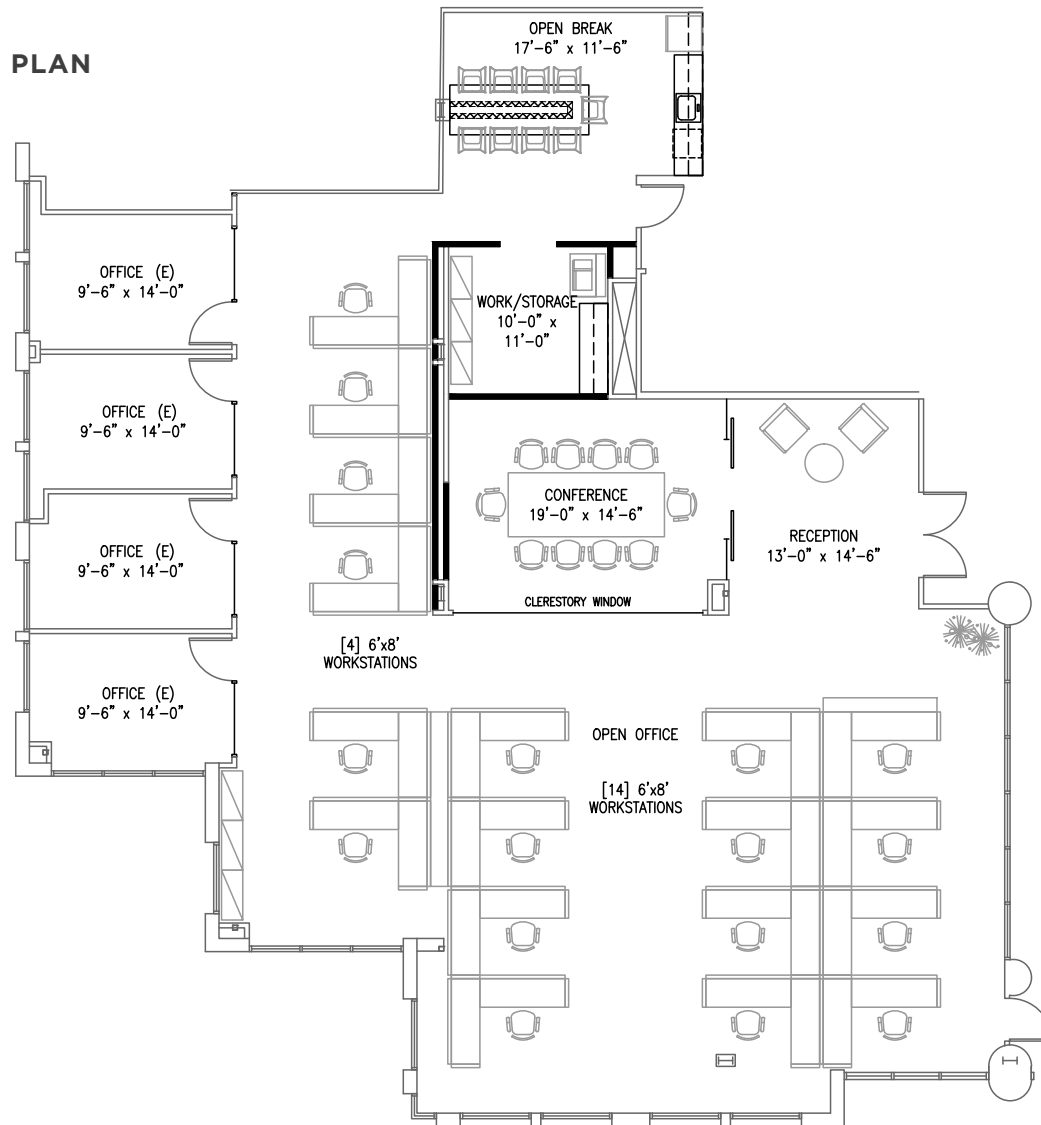 PLAN
OPEN BREAK
17'-6" x 11'-6"
OFFICE (E)
9'-6" x 14'-0"
WORK/STORAGE
10'-0" x
11'-0"
OFFICE (E)
9'-6" x 14'-0"
CONFERENCE
19'-0" x 14'-6"
RECEPTION
13'-0" x 14'-6"
OFFICE (E)
9'-6" x 14'-0"
CLERESTORY WINDOW
[4] 6'x8'
WORKSTATIONS
OFFICE (E)
9'-6" x 14'-0"
OPEN OFFICE
[14] 6'x8'
WORKSTATIONS